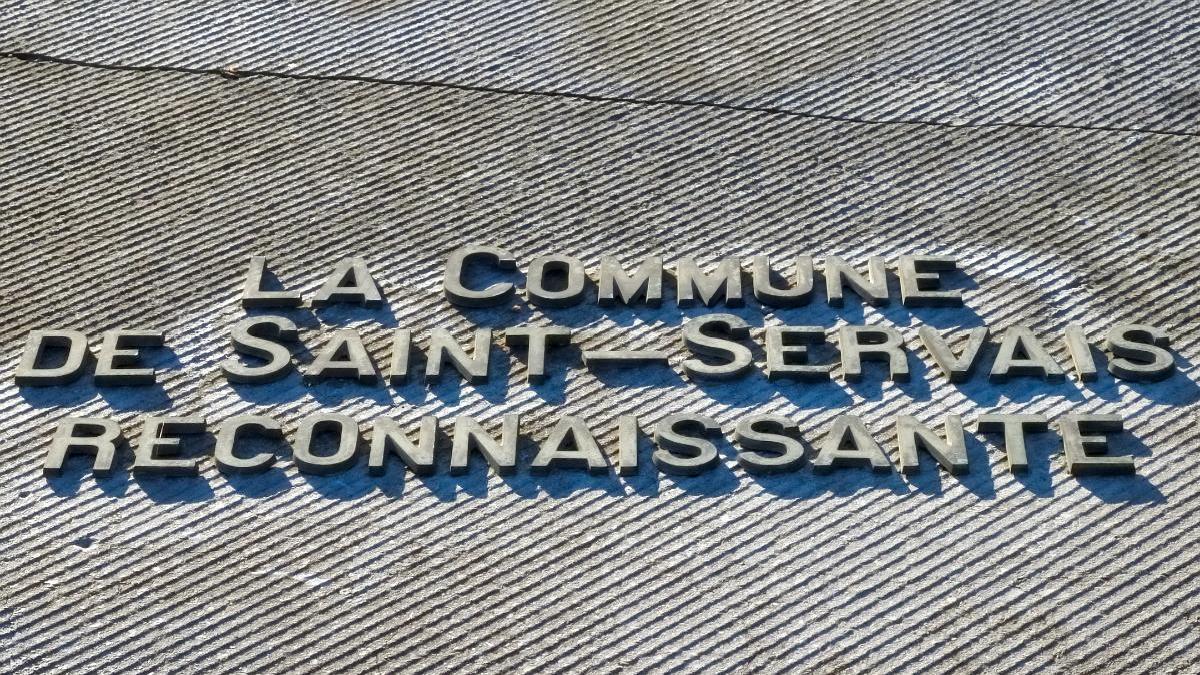 LA COMMUNE
DE SAINT-SERVAIS
RECONNAISSANTE